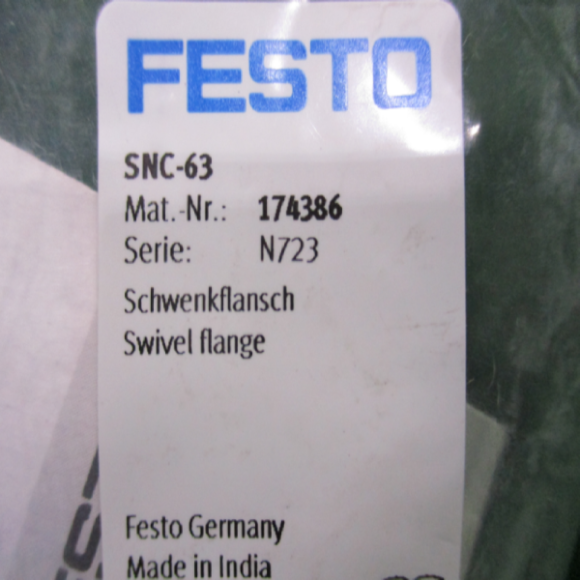 FESTO
SNC-63
Mat.-Nr.: 174386
Serie: N723
Schwenkflansch
Swivel flange
Festo Germany
Made in India